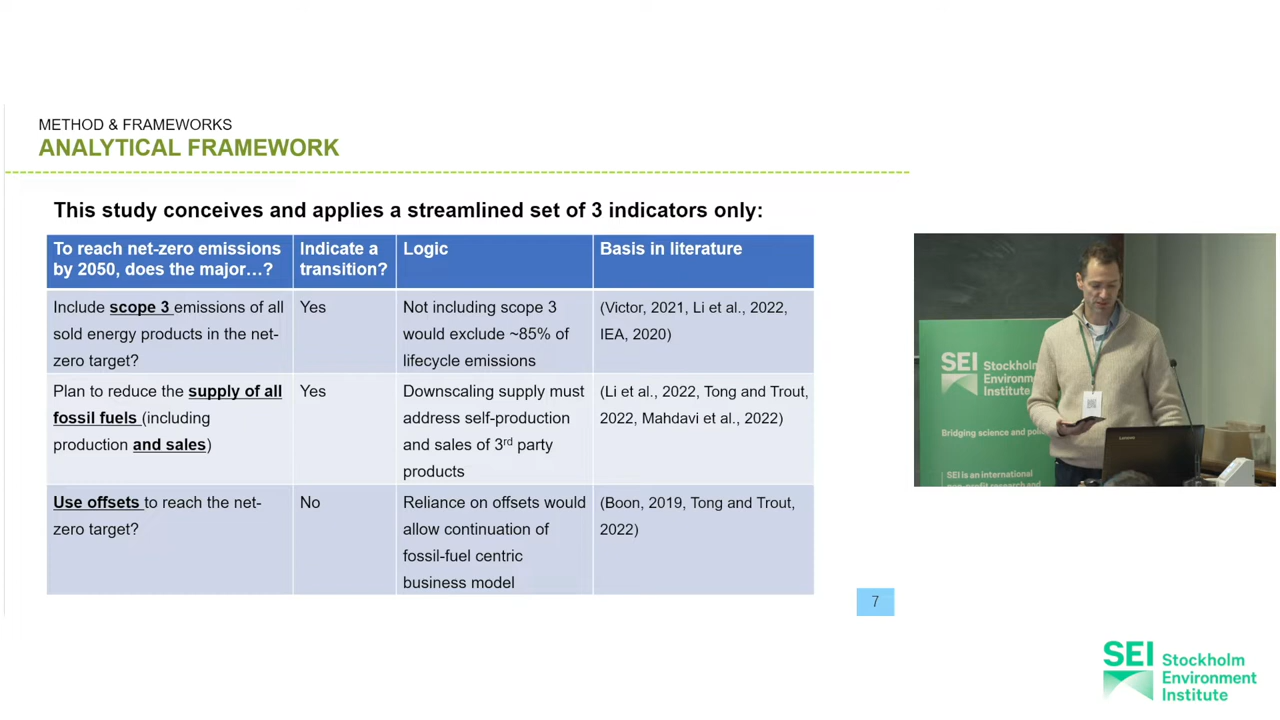 METHOD & FRAMEWORKS
ANALYTICAL FRAMEWORK
This study conceives and applies a streamlined set of 3 indicators only:
To reach net-zero emissions
by 2050, does the major…?
Indicate a
transition?
Logic
Basis in literature
Include scope 3 emissions of all
sold energy products in the net-
zero target?
Yes
Not including scope 3
would exclude ~85% of
lifecycle emissions
(Victor, 2021, Li et al., 2022,
IEA, 2020)
Plan to reduce the supply of all
fossil fuels (including
production and sales)
Yes
Downscaling supply must
address self-production
and sales of 3rd party
products
(Li et al., 2022, Tong and Trout,
2022, Mahdavi et al., 2022)
Use offsets to reach the net-
zero target?
No
Reliance on offsets would
allow continuation of
fossil-fuel centric
business model
(Boon, 2019, Tong and Trout,
2022)
7
SEI Stockholm
Environm
Institute
Bridging science and po
SEI is an international
non-profit research and
Lenovo
SEI Stockholm
Environment
Institute